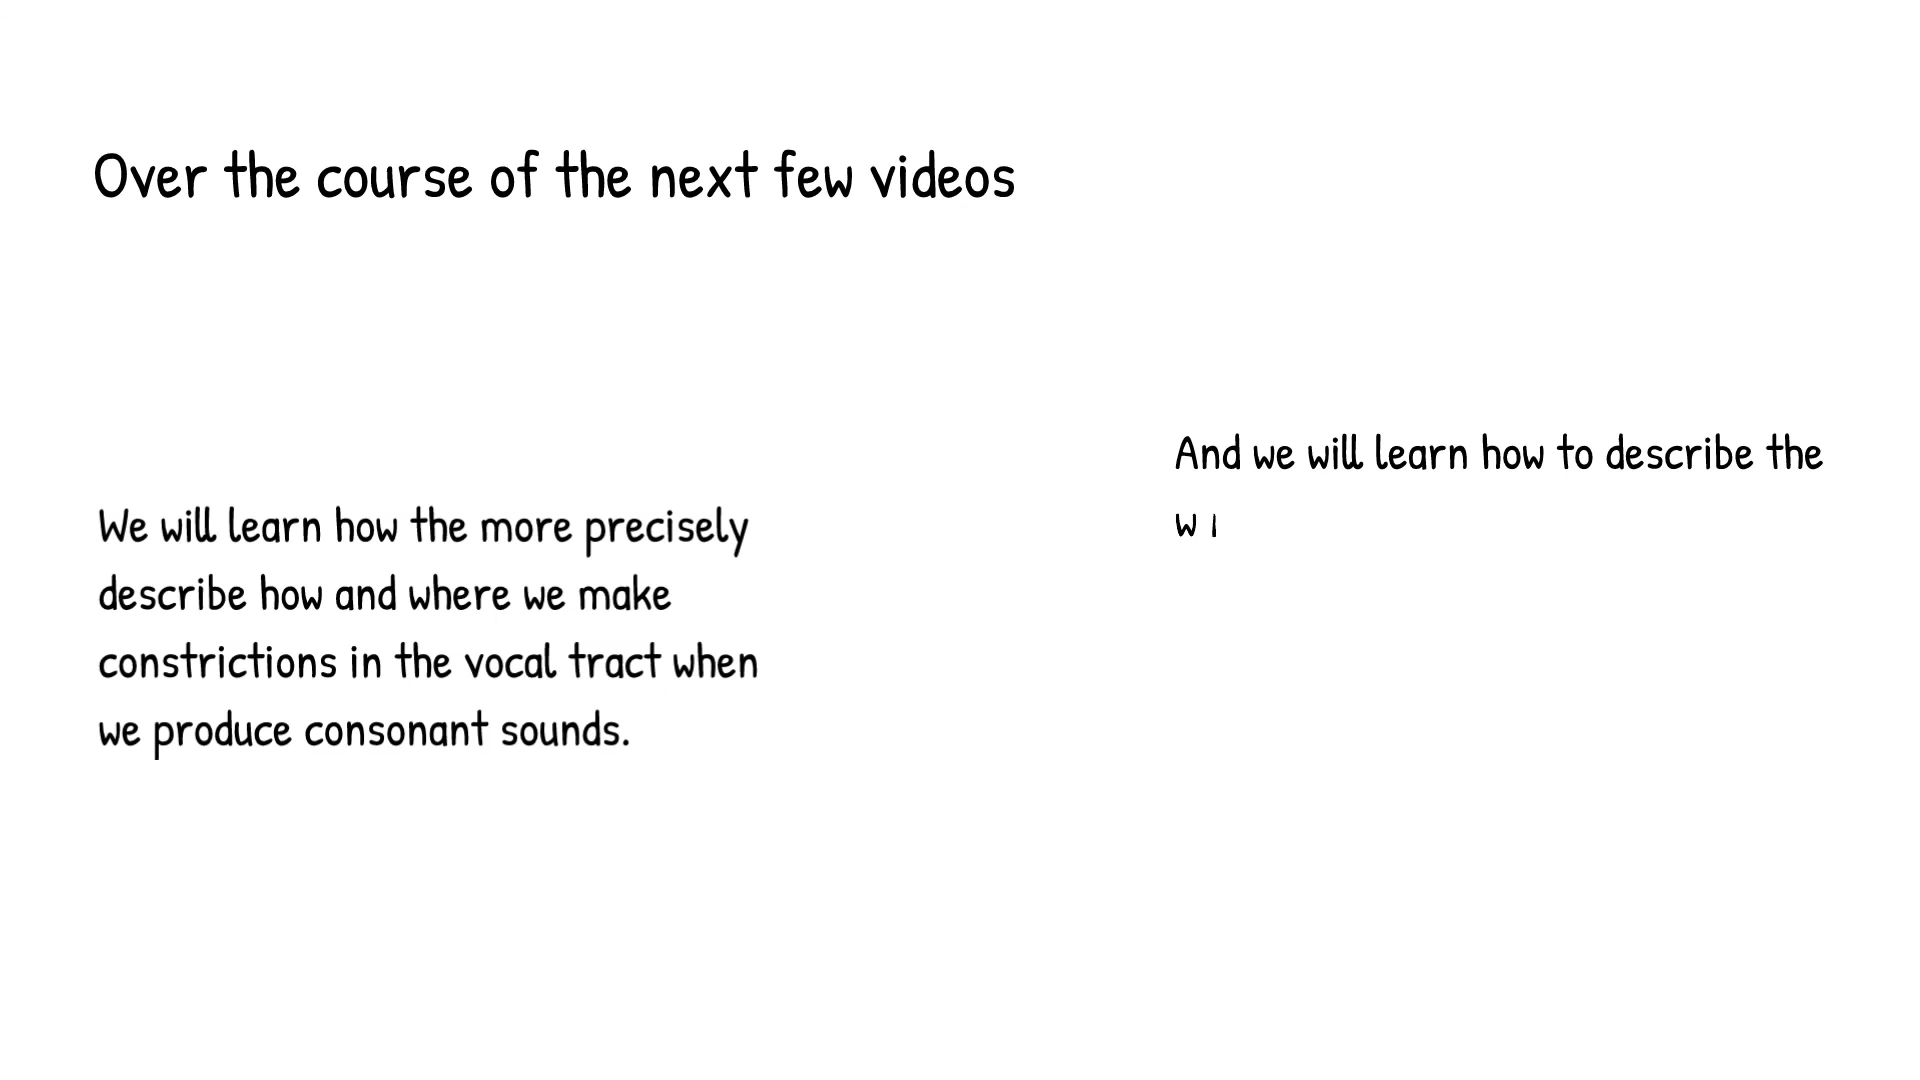 Over the course of the next few videos
We will learn how the more precisely
describe how and where we make
constrictions in the vocal tract when
we produce consonant sounds.
And we will learn how to describe the
w